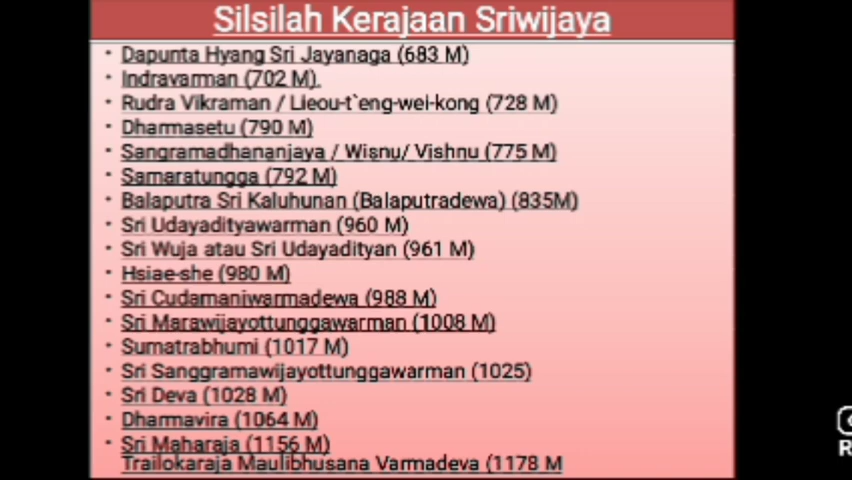 Silsilah Kerajaan Sriwijaya
• Dapunta Hyang Sri Jayanaga (683 M)
• Indravarman (702 M).
• Rudra Vikraman / Lieou-t`eng-wei-kong (728 M)
• Dharmasetu (790 M)
• Sangramadhananjaya / Wisnu/ Vishnu (775 M)
• Samaratungga (792 M)
• Balaputra Sri Kaluhunan (Balaputradewa) (835M)
• Sri Udayadityawarman (960 M)
• Sri Wuja atau Sri Udayadityan (961 M)
• Hsiae-she (980 M)
• Sri Cudamaniwarmadewa (988 M)
• Sri Marawijayottunggawarman (1008 M)
• Sumatrabhumi (1017 M)
• Sri Sanggramawijayottunggawarman (1025)
• Sri Deva (1028 M)
• Dharmavira (1064 M)
• Sri Maharaja (1156 M)
Trailokaraja Maulibhusana Varmadeva (1178 M
R